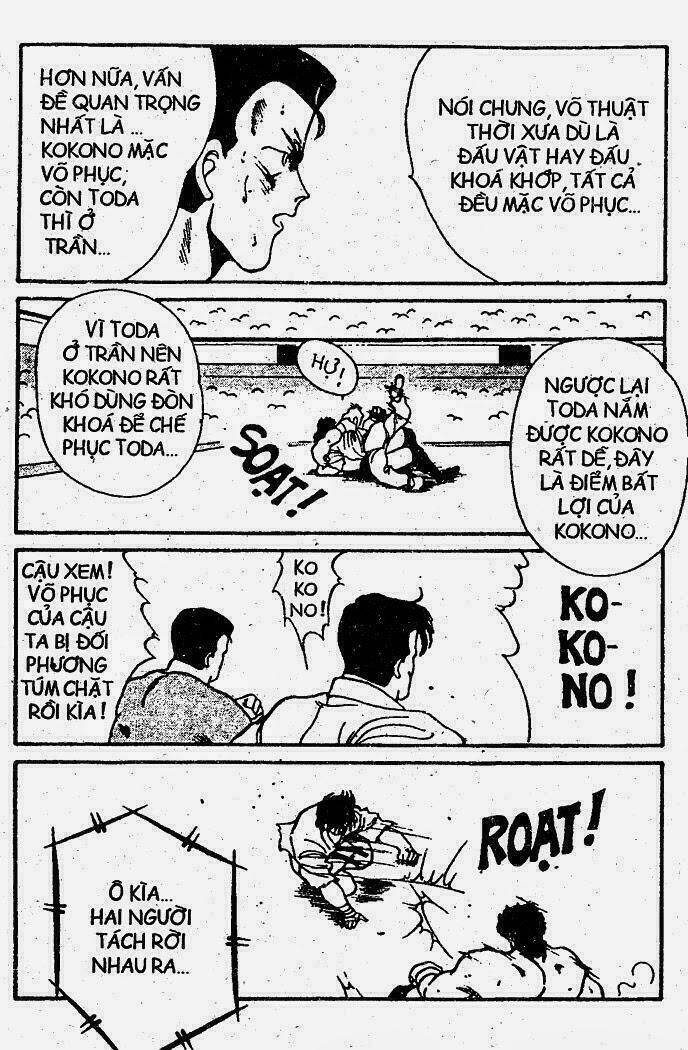 HƠN NỮA, VẤN
ĐỀ QUAN TRỌNG
NHẤT LÀ ...
KOKONO MẶC
VÕ PHỤC,
CÒN TODA
THÌ Ở
TRẦN...
NÓI CHUNG, VÕ THUẬT
THỜI XƯA DÙ LÀ
ĐẤU VẬT HAY ĐẤU
KHOÁ KHỚP, TẤT CẢ
ĐỀU MẶC VÕ PHỤC...
VÌ TODA
Ở TRẦN NÊN
KOKONO RẤT
KHÓ DÙNG ĐÒN
KHOÁ ĐỂ CHẾ
PHỤC TODA...
HỰ!
SOẠT!
NGƯỢC LẠI
TODA NẮM
ĐƯỢC KOKONO
RẤT DỄ, ĐÂY
LÀ ĐIỂM BẤT
LỢI CỦA
KOKONO...
CẬU XEM!
VÕ PHỤC
CỦA CẬU
TA BỊ ĐỐI
PHƯƠNG
TÚM CHẶT
RỒI KÌA!
KO
KO
NO!
KO-
KO-
NO!
Ô KÌA...
HAI NGƯỜI
TÁCH RỜI
NHAU RA...
ROẠT!